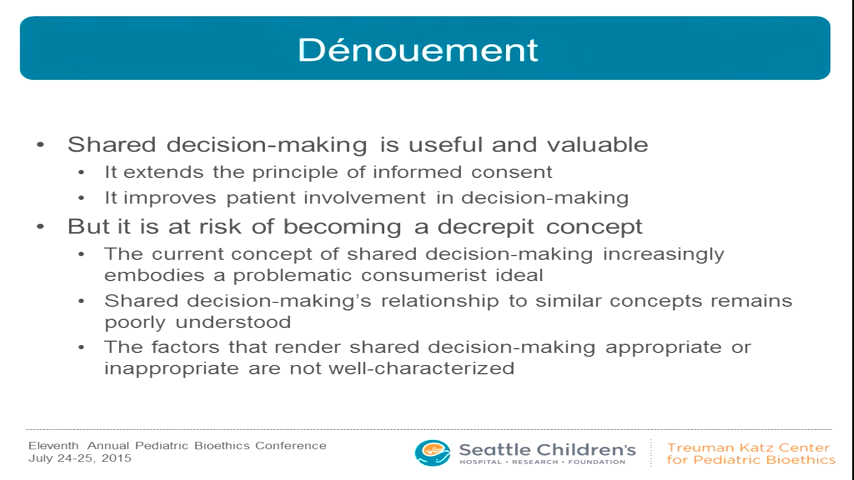 Dénouement
• Shared decision-making is useful and valuable
• It extends the principle of informed consent
• It improves patient involvement in decision-making
• But it is at risk of becoming a decrepit concept
• The current concept of shared decision-making increasingly
embodies a problematic consumerist ideal
• Shared decision-making's relationship to similar concepts remains
poorly understood
• The factors that render shared decision-making appropriate or
inappropriate are not well-characterized
Eleventh Annual Pediatric Bioethics Conference
July 24-25, 2015
Seattle Children's
HOSPITAL • RESEARCH • FOUNDATION
Treuman Katz Center
for Pediatric Bioethics